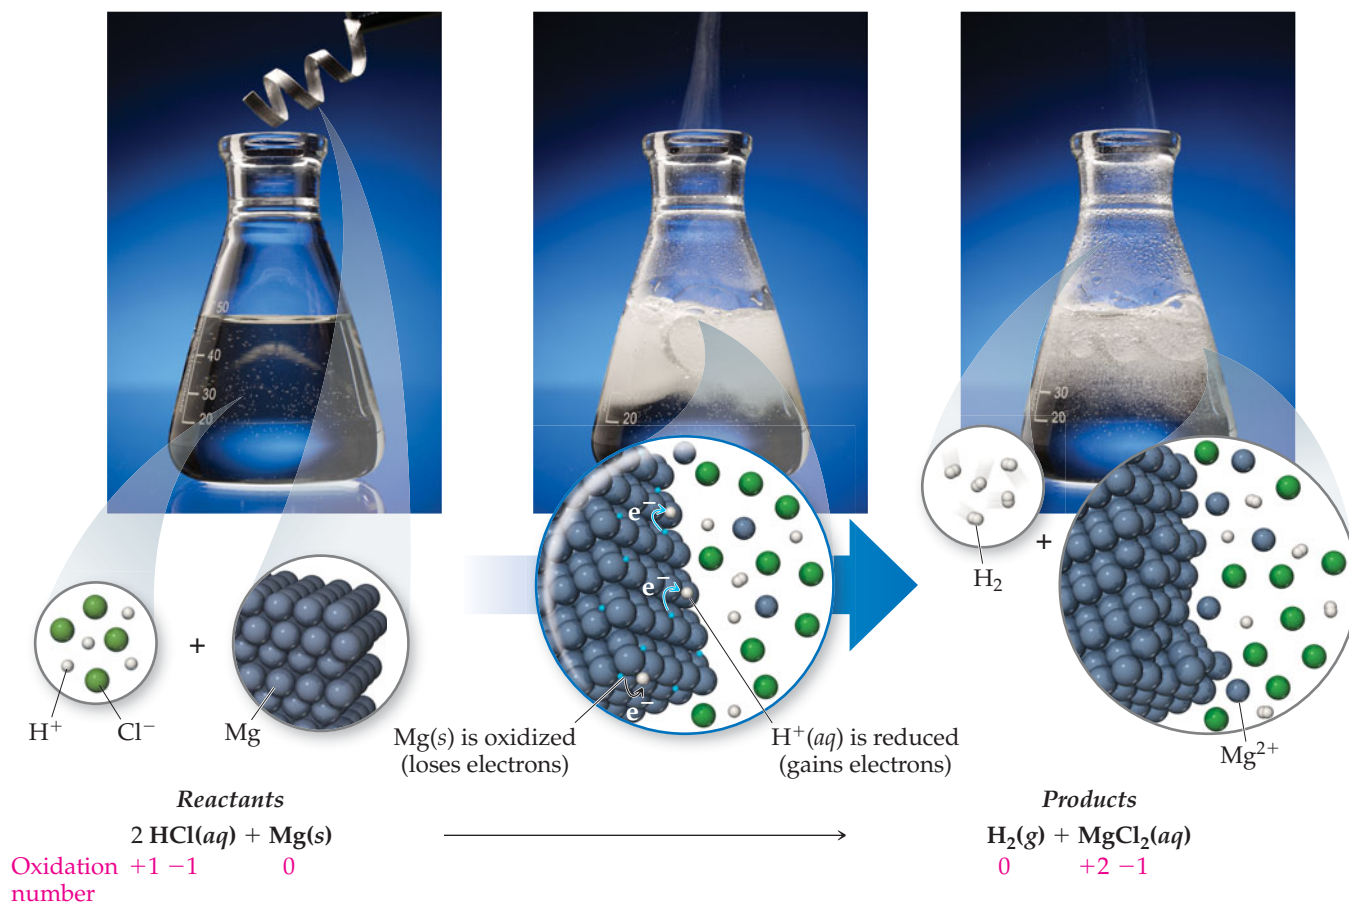 50
40
30
20
20
30
20
e⁻
e⁻
e⁻
H₂
+
+
H⁺
Cl⁻
Mg
Mg(s) is oxidized
(loses electrons)
H⁺(aq) is reduced
(gains electrons)
Mg²⁺
Reactants
Products
2 HCl(aq) + Mg(s)
H₂(g) + MgCl₂(aq)
Oxidation +1 −1 0
0 +2 −1
number